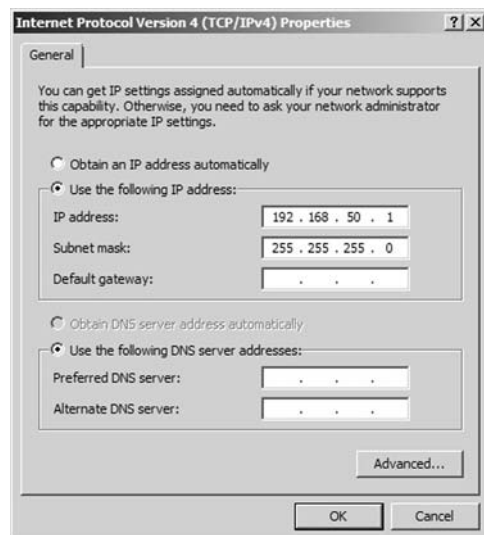 Internet Protocol Version 4 (TCP/IPv4) Properties ? ×
General
You can get IP settings assigned automatically if your network supports
this capability. Otherwise, you need to ask your network administrator
for the appropriate IP settings.
Obtain an IP address automatically
Use the following IP address:
IP address: 192 . 168 . 50 . 1
Subnet mask: 255 . 255 . 255 . 0
Default gateway: . . .
Obtain DNS server address automatically
Use the following DNS server addresses:
Preferred DNS server: . . .
Alternate DNS server: . . .
Advanced...
OK Cancel